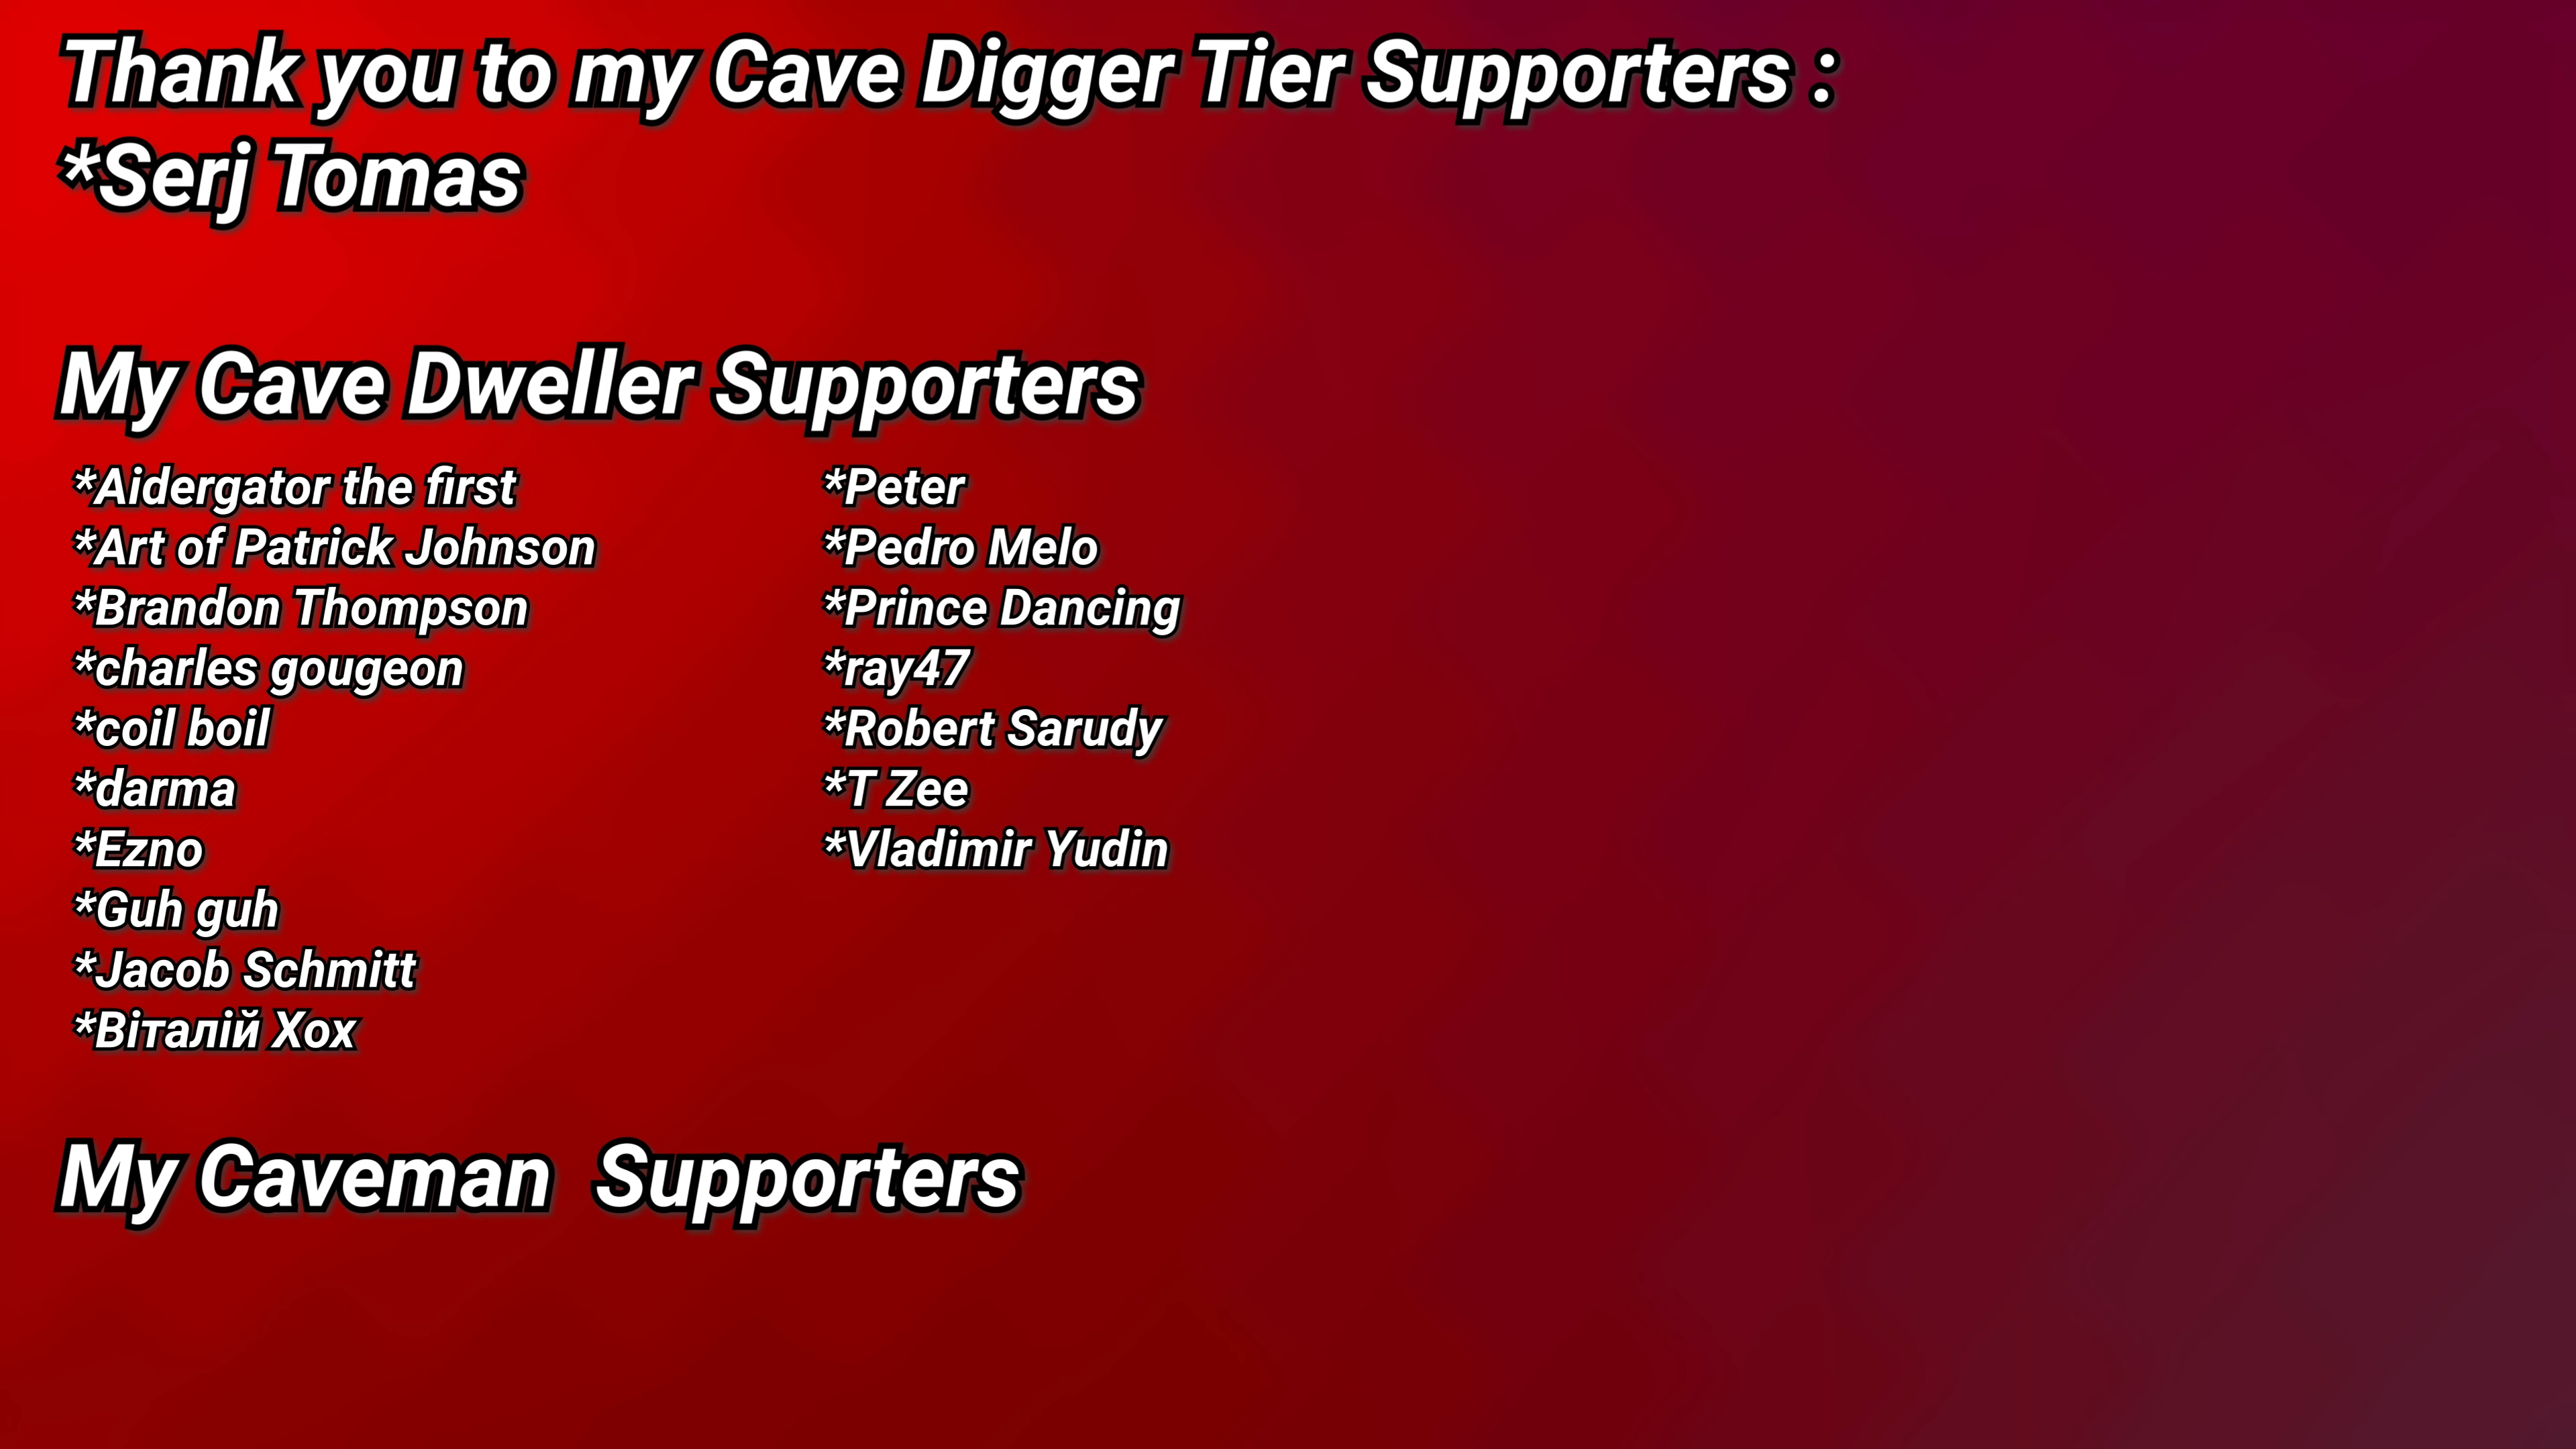 Thank you to my Cave Digger Tier Supporters :
*Serj Tomas
My Cave Dweller Supporters
*Aidergator the first
*Art of Patrick Johnson
*Brandon Thompson
*charles gougeon
*coil boil
*darma
*Ezno
*Guh guh
*Jacob Schmitt
*Віталій Хох
*Peter
*Pedro Melo
*Prince Dancing
*ray47
*Robert Sarudy
*T Zee
*Vladimir Yudin
My Caveman  Supporters